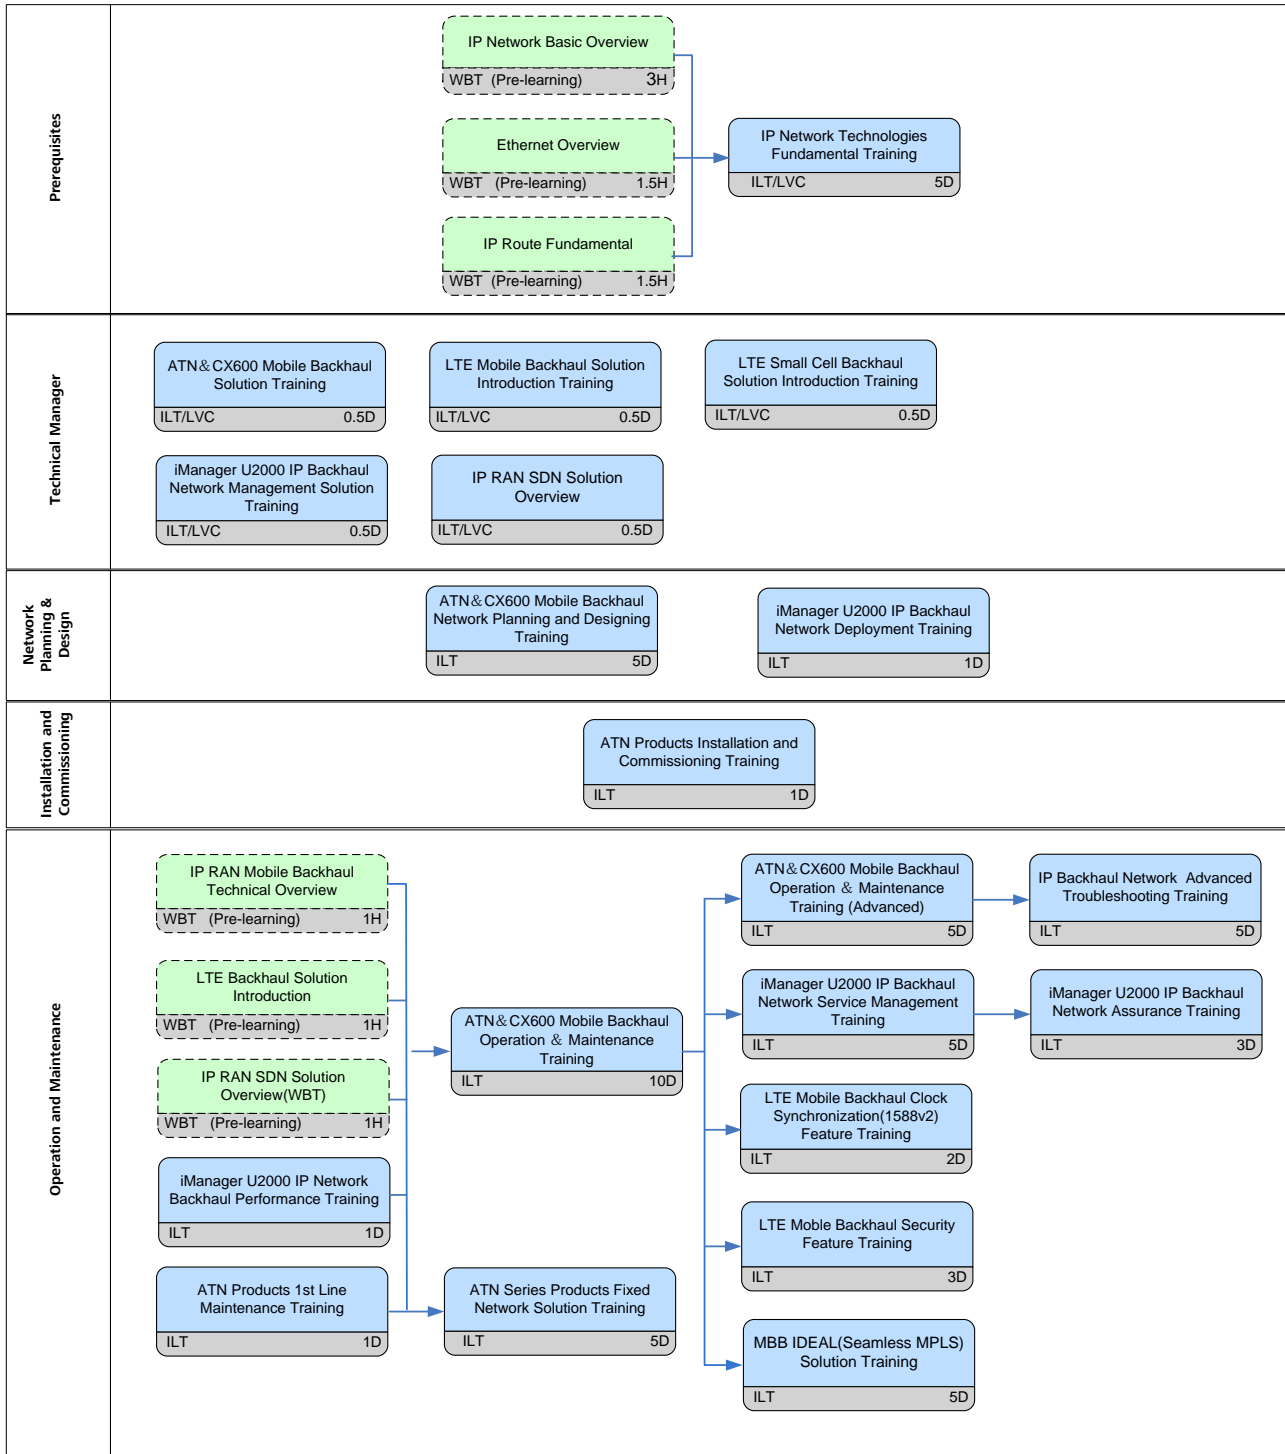 Prerequisites
IP Network Basic Overview
WBT (Pre-learning) 3H
Ethernet Overview
WBT (Pre-learning) 1.5H
IP Route Fundamental
WBT (Pre-learning) 1.5H
IP Network Technologies
Fundamental Training
ILT/LVC 5D
Technical Manager
ATN&CX600 Mobile Backhaul
Solution Training
ILT/LVC 0.5D
LTE Mobile Backhaul Solution
Introduction Training
ILT/LVC 0.5D
LTE Small Cell Backhaul
Solution Introduction Training
ILT/LVC 0.5D
iManager U2000 IP Backhaul
Network Management Solution
Training
ILT/LVC 0.5D
IP RAN SDN Solution
Overview
ILT/LVC 0.5D
Network
Planning &
Design
ATN&CX600 Mobile Backhaul
Network Planning and Designing
Training
ILT 5D
iManager U2000 IP Backhaul
Network Deployment Training
ILT 1D
Installation and
Commissioning
ATN Products Installation and
Commissioning Training
ILT 1D
Operation and Maintenance
IP RAN Mobile Backhaul
Technical Overview
WBT (Pre-learning) 1H
LTE Backhaul Solution
Introduction
WBT (Pre-learning) 1H
IP RAN SDN Solution
Overview(WBT)
WBT (Pre-learning) 1H
iManager U2000 IP Network
Backhaul Performance Training
ILT 1D
ATN Products 1st Line
Maintenance Training
ILT 1D
ATN&CX600 Mobile Backhaul
Operation & Maintenance
Training
ILT 10D
ATN Series Products Fixed
Network Solution Training
ILT 5D
ATN&CX600 Mobile Backhaul
Operation & Maintenance
Training (Advanced)
ILT 5D
IP Backhaul Network Advanced
Troubleshooting Training
ILT 5D
iManager U2000 IP Backhaul
Network Service Management
Training
ILT 5D
iManager U2000 IP Backhaul
Network Assurance Training
ILT 3D
LTE Mobile Backhaul Clock
Synchronization(1588v2)
Feature Training
ILT 2D
LTE Moble Backhaul Security
Feature Training
ILT 3D
MBB IDEAL(Seamless MPLS)
Solution Training
ILT 5D